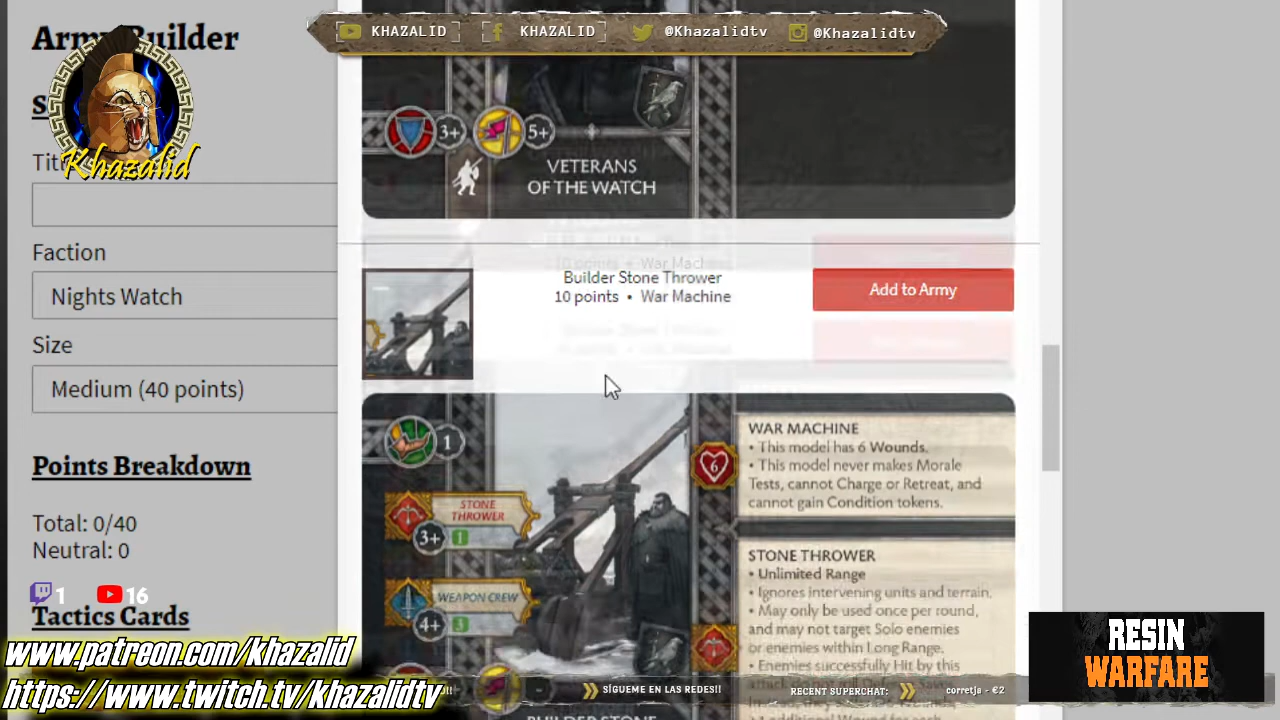 Army Builder
KHAZALID
KHAZALID
@Khazalidtv
@Khazalidtv
Khazalid
Faction
Nights Watch
Size
Medium (40 points)
Points Breakdown
Total: 0/40
Neutral: 0
1
16
Tactics Cards
www.patreon.com/khazalid
https://www.twitch.tv/khazalidtv
3+
5+
VETERANS
OF THE WATCH
Builder Stone Thrower
10 points • War Machine
Add to Army
1
STONE
THROWER
3+
1
WEAPON CREW
4+
3
6
WAR MACHINE
• This model has 6 Wounds.
• This model never makes Morale
Tests, cannot Charge or Retreat, and
cannot gain Condition tokens.
STONE THROWER
• Unlimited Range
• Ignores intervening units and terrain.
• May only be used once per round,
and may not target Solo enemies
or enemies within Long Range.
• Enemies successfully Hit by this
SÍGUEME EN LAS REDES!!
RECENT SUPERCHAT:
corretja - €2
BUILDER STONE
RESIN
WARFARE